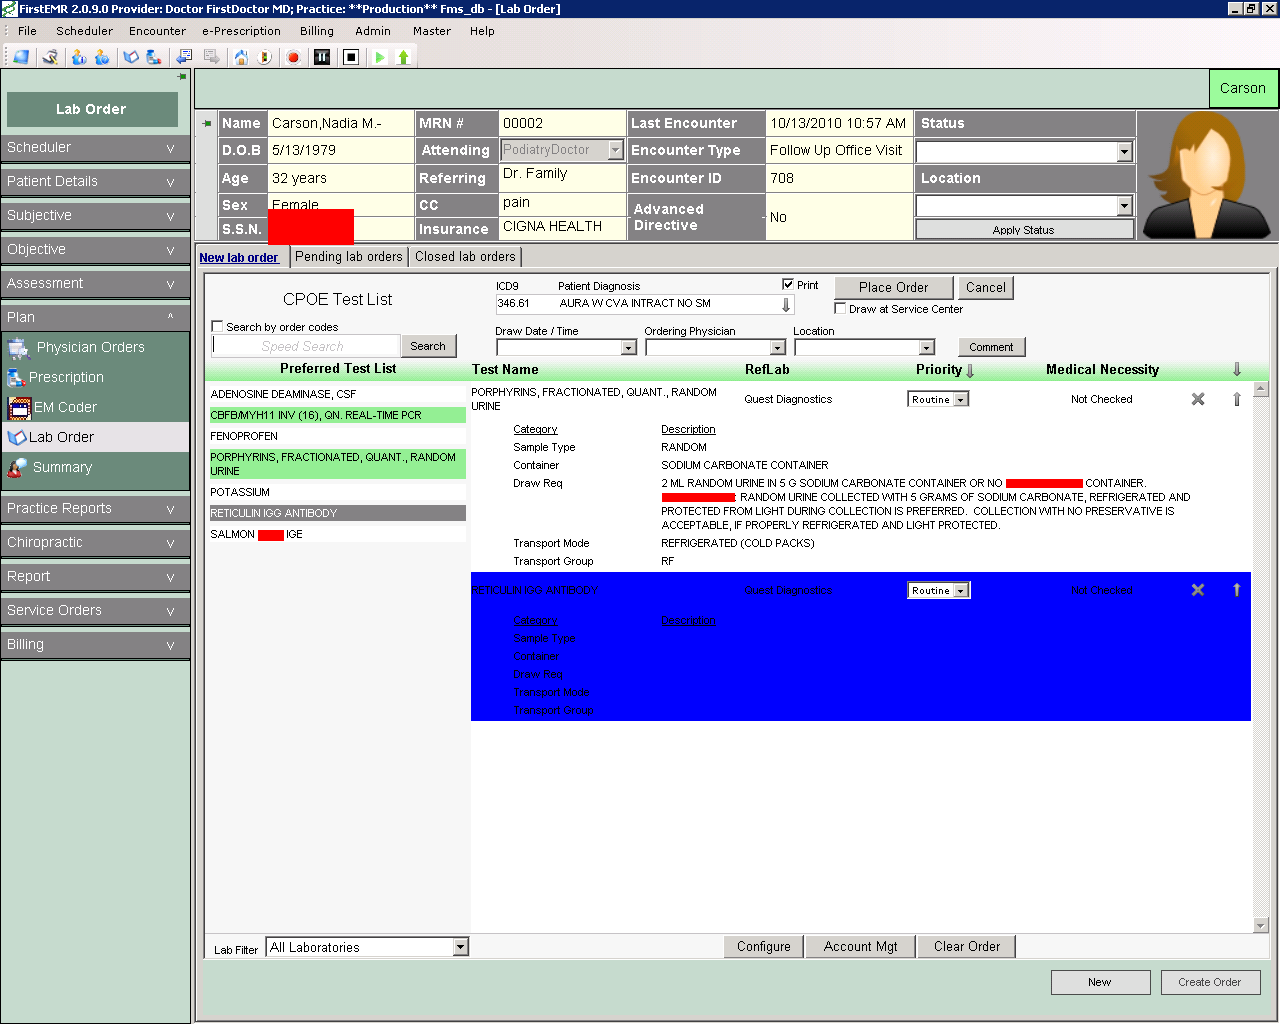 FirstEMR 2.0.9.0 Provider: Doctor FirstDoctor MD; Practice: **Production** Fms_db - [Lab Order]
File Scheduler Encounter e-Prescription Billing Admin Master Help
Carson
Lab Order
Scheduler
Patient Details
Subjective
Objective
Assessment
Plan
Physician Orders
Prescription
EM Coder
Lab Order
Summary
Practice Reports
Chiropractic
Report
Service Orders
Billing
Name Carson,Nadia M.- MRN # 00002 Last Encounter 10/13/2010 10:57 AM Status
D.O.B 5/13/1979 Attending PodiatryDoctor Encounter Type Follow Up Office Visit
Age 32 years Referring Dr. Family Encounter ID 708 Location
Sex Female CC pain Advanced Directive No
S.S.N. Insurance CIGNA HEALTH Apply Status
New lab order Pending lab orders Closed lab orders
CPOE Test List
ICD9 Patient Diagnosis Print Place Order Cancel
346.61 AURA W CVA INTRACT NO SM Draw at Service Center
Search by order codes
Speed Search Search
Draw Date / Time Ordering Physician Location Comment
Preferred Test List
ADENOSINE DEAMINASE, CSF
CBFB/MYH11 INV (16), QN. REAL-TIME PCR
FENOPROFEN
PORPHYRINS, FRACTIONATED, QUANT., RANDOM
URINE
POTASSIUM
RETICULIN IGG ANTIBODY
SALMON IGE
Test Name RefLab Priority Medical Necessity
PORPHYRINS, FRACTIONATED, QUANT., RANDOM
URINE
Quest Diagnostics Routine Not Checked
Category Description
Sample Type RANDOM
Container SODIUM CARBONATE CONTAINER
Draw Req 2 ML RANDOM URINE IN 5 G SODIUM CARBONATE CONTAINER OR NO CONTAINER.
: RANDOM URINE COLLECTED WITH 5 GRAMS OF SODIUM CARBONATE, REFRIGERATED AND
PROTECTED FROM LIGHT DURING COLLECTION IS PREFERRED. COLLECTION WITH NO PRESERVATIVE IS
ACCEPTABLE, IF PROPERLY REFRIGERATED AND LIGHT PROTECTED.
Transport Mode REFRIGERATED (COLD PACKS)
Transport Group RF
RETICULIN IGG ANTIBODY Quest Diagnostics Routine Not Checked
Category Description
Sample Type
Container
Draw Req
Transport Mode
Transport Group
Lab Filter All Laboratories Configure Account Mgt Clear Order
New Create Order